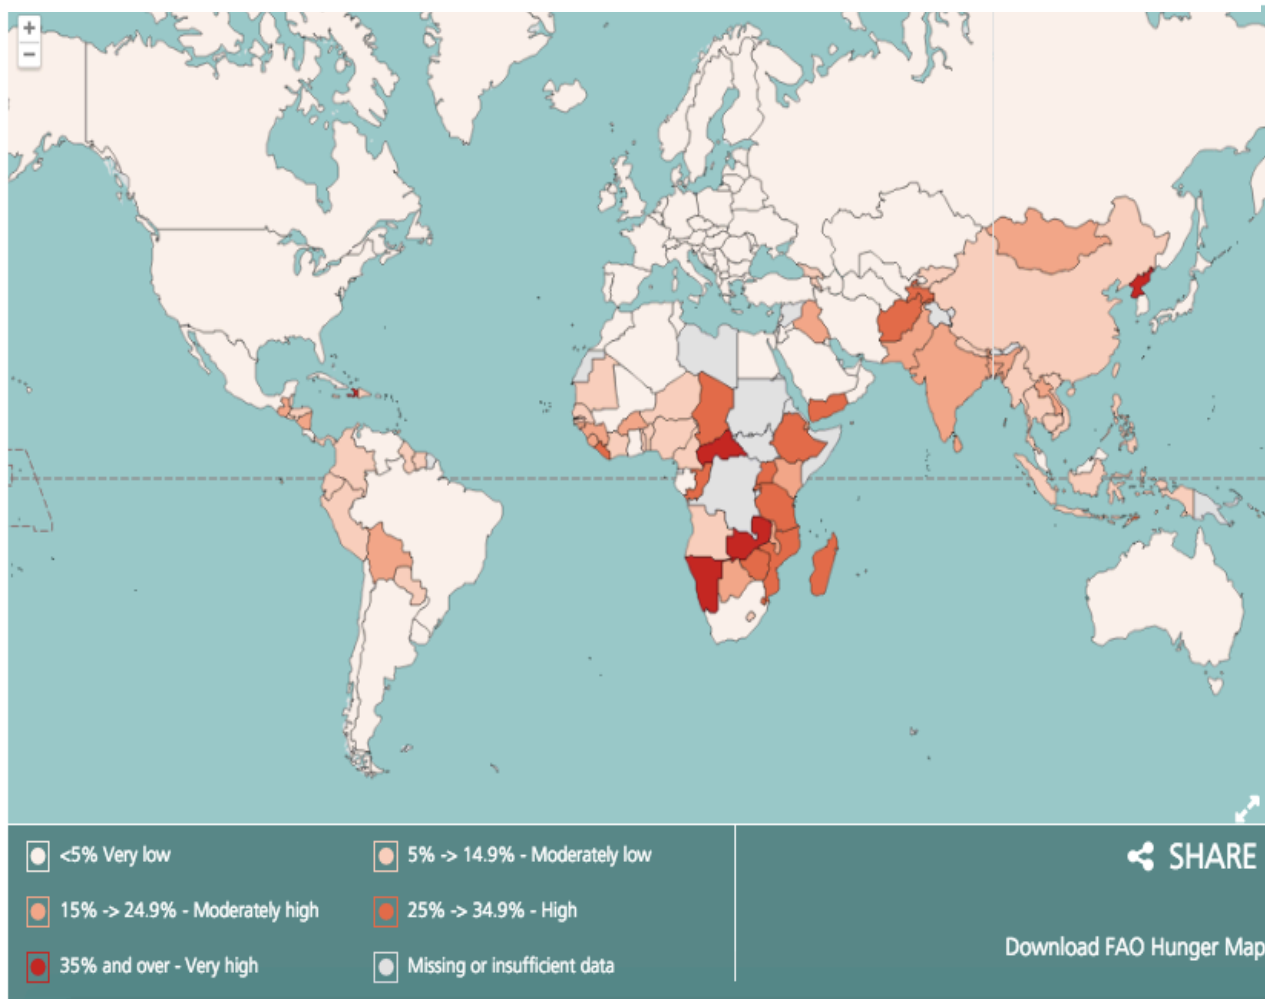 +
−
<5% Very low
5% -> 14.9% - Moderately low
15% -> 24.9% - Moderately high
25% -> 34.9% - High
35% and over - Very high
Missing or insufficient data
SHARE
Download FAO Hunger Map